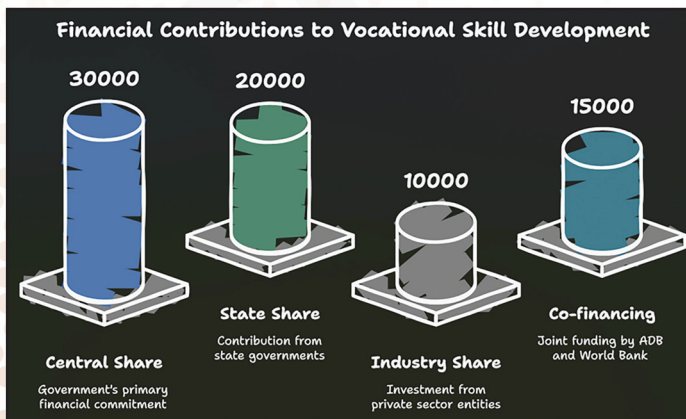 Financial Contributions to Vocational Skill Development
30000
20000
10000
15000
Central Share
Government's primary
financial commitment
State Share
Contribution from
state governments
Industry Share
Investment from
private sector entities
Co-financing
Joint funding by ADB
and World Bank